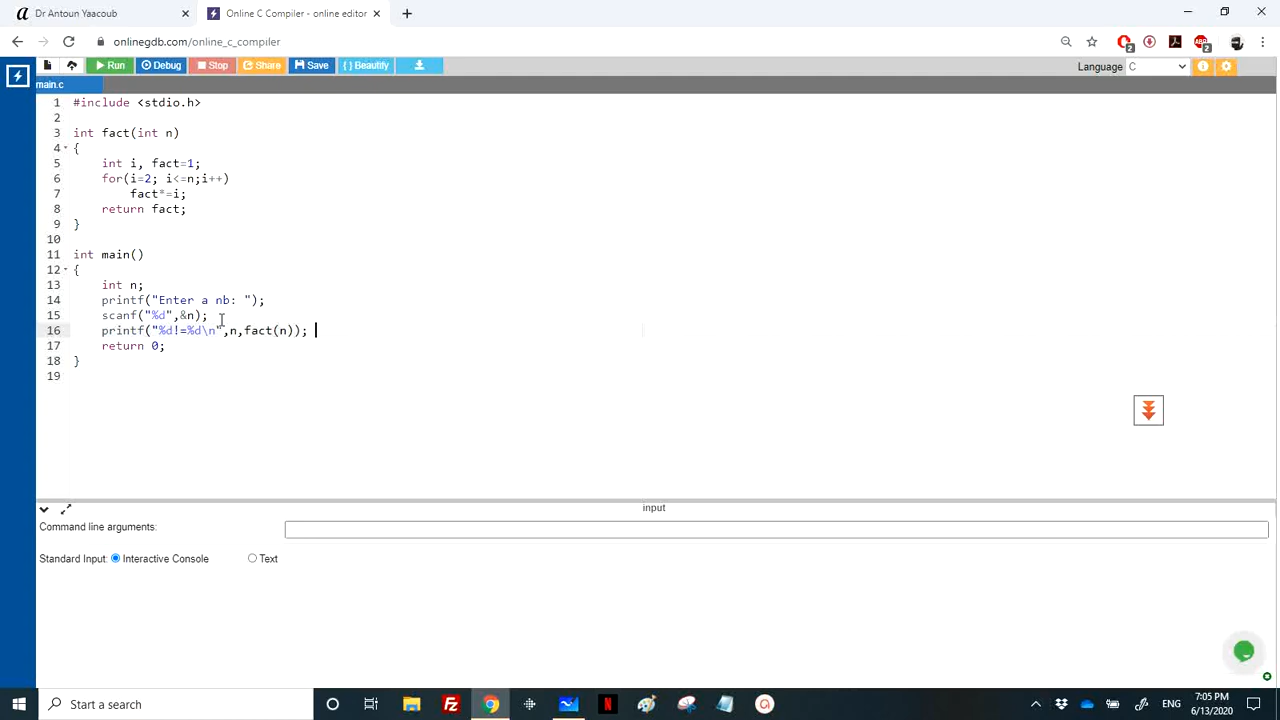 Dr Antoun Yaacoub
Online C Compiler - online editor
onlinegdb.com/online_c_compiler
Run Debug Stop Share Save { } Beautify
Language C
main.c
1 #include <stdio.h>
2
3 int fact(int n)
4 {
5 int i, fact=1;
6 for(i=2; i<=n;i++)
7 fact*=i;
8 return fact;
9 }
10
11 int main()
12 {
13 int n;
14 printf("Enter a nb: ");
15 scanf("%d",&n);
16 printf("%d!=%d\n",n,fact(n));
17 return 0;
18 }
19
input
Command line arguments:
Standard Input: Interactive Console Text
Start a search
ENG
7:05 PM
6/13/2020